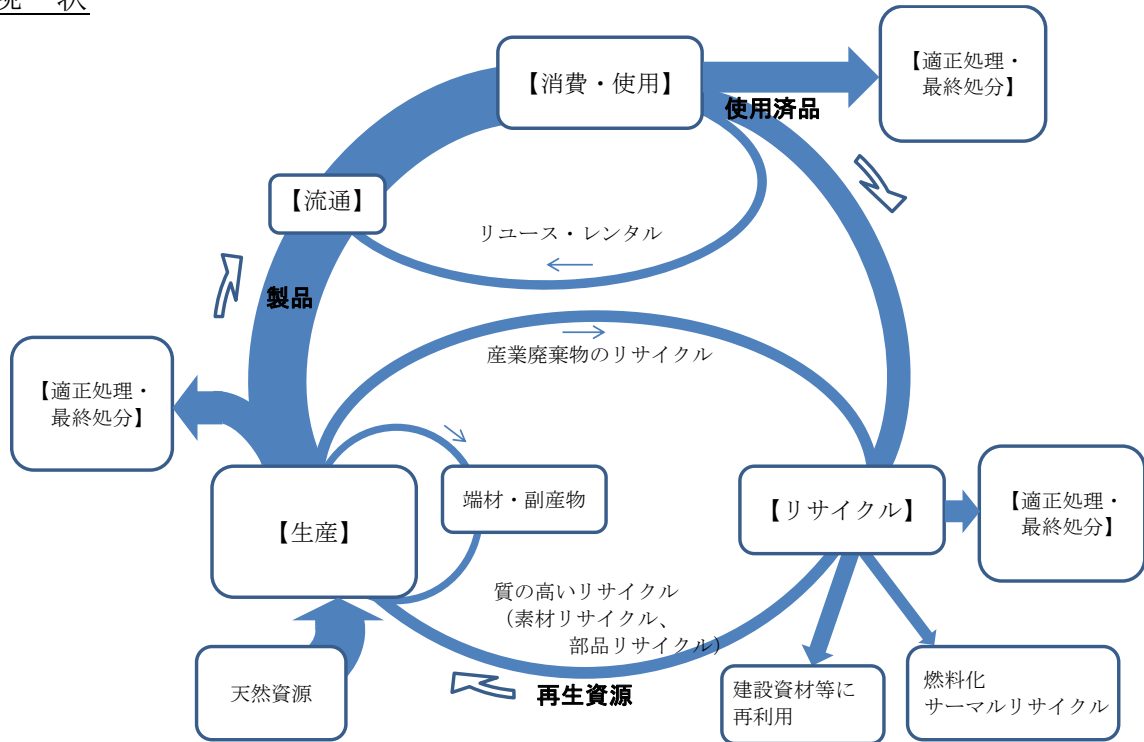 現　状
【消費・使用】
【適正処理・
最終処分】
使用済品
【流通】
リユース・レンタル
製品
産業廃棄物のリサイクル
【適正処理・
最終処分】
端材・副産物
【生産】
【リサイクル】
【適正処理・
最終処分】
質の高いリサイクル
（素材リサイクル、
部品リサイクル）
天然資源
再生資源
建設資材等に
再利用
燃料化
サーマルリサイクル